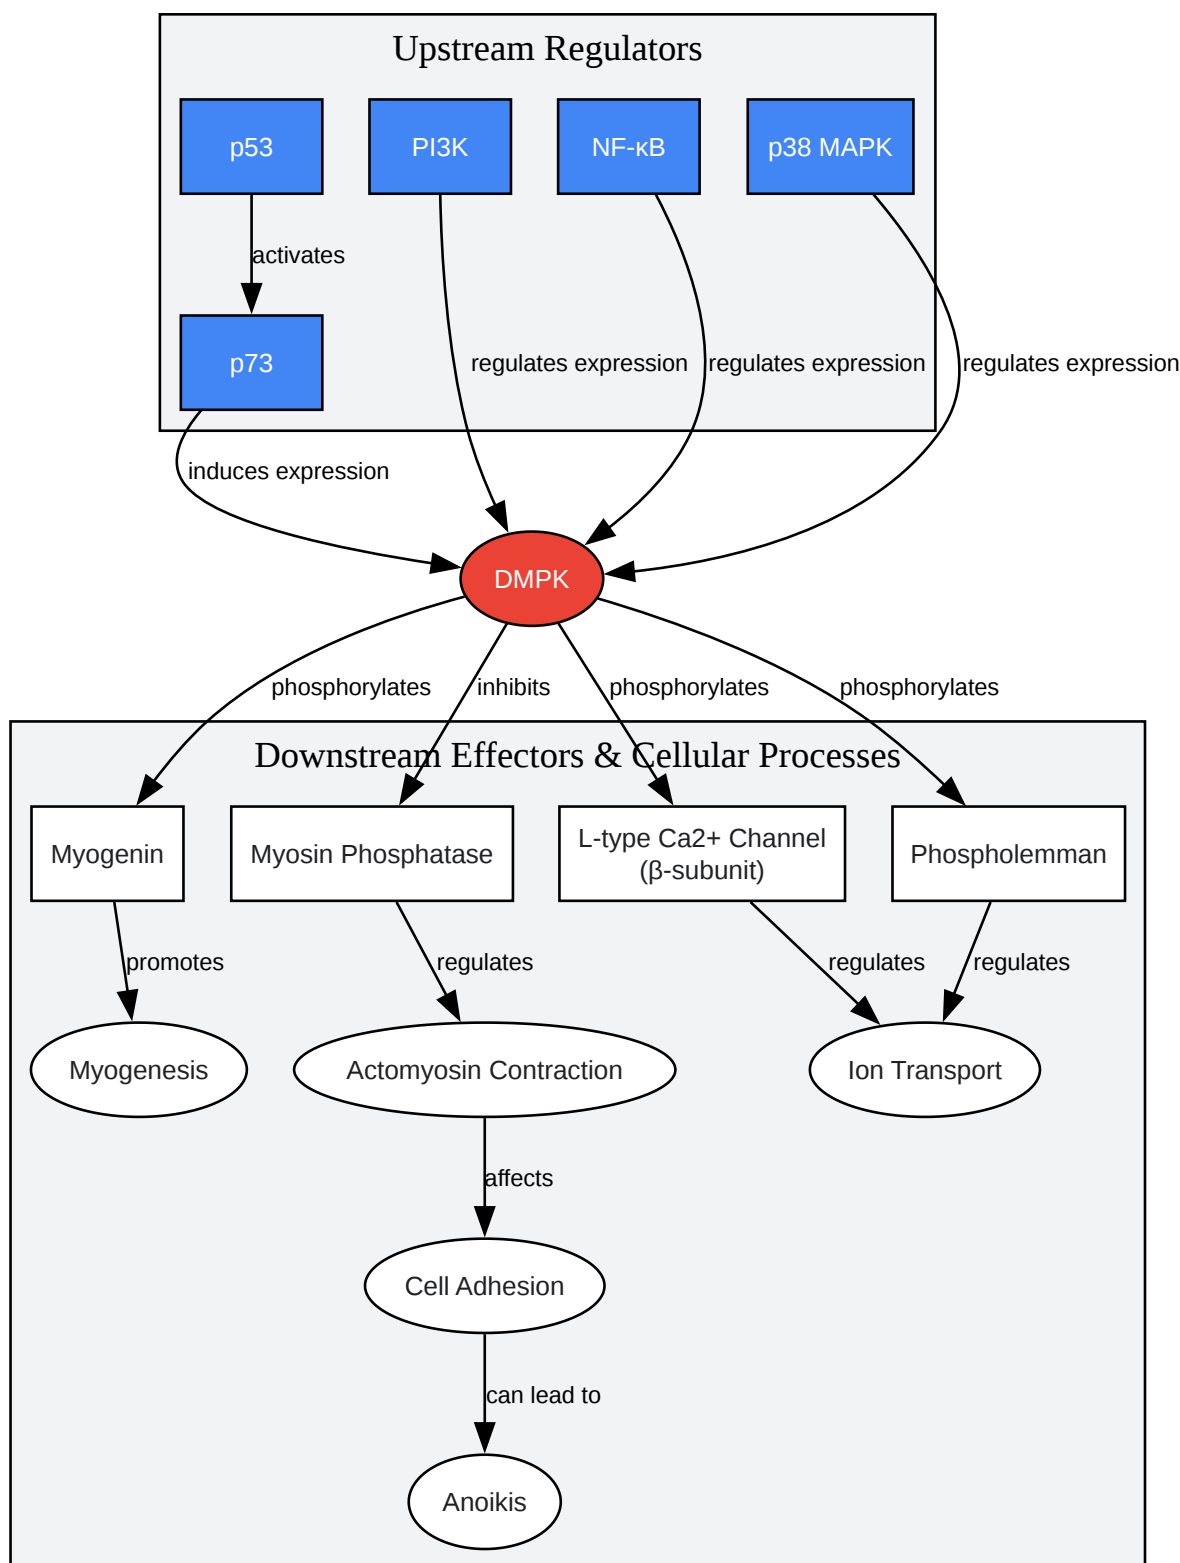 Upstream Regulators
p53
PI3K
NF-κB
p38 MAPK
activates
p73
regulates expression
regulates expression
regulates expression
induces expression
DMPK
phosphorylates
inhibits
phosphorylates
phosphorylates
Downstream Effectors & Cellular Processes
Myogenin
Myosin Phosphatase
L-type Ca2+ Channel
(β-subunit)
Phospholemman
promotes
regulates
regulates
regulates
Myogenesis
Actomyosin Contraction
Ion Transport
affects
Cell Adhesion
can lead to
Anoikis